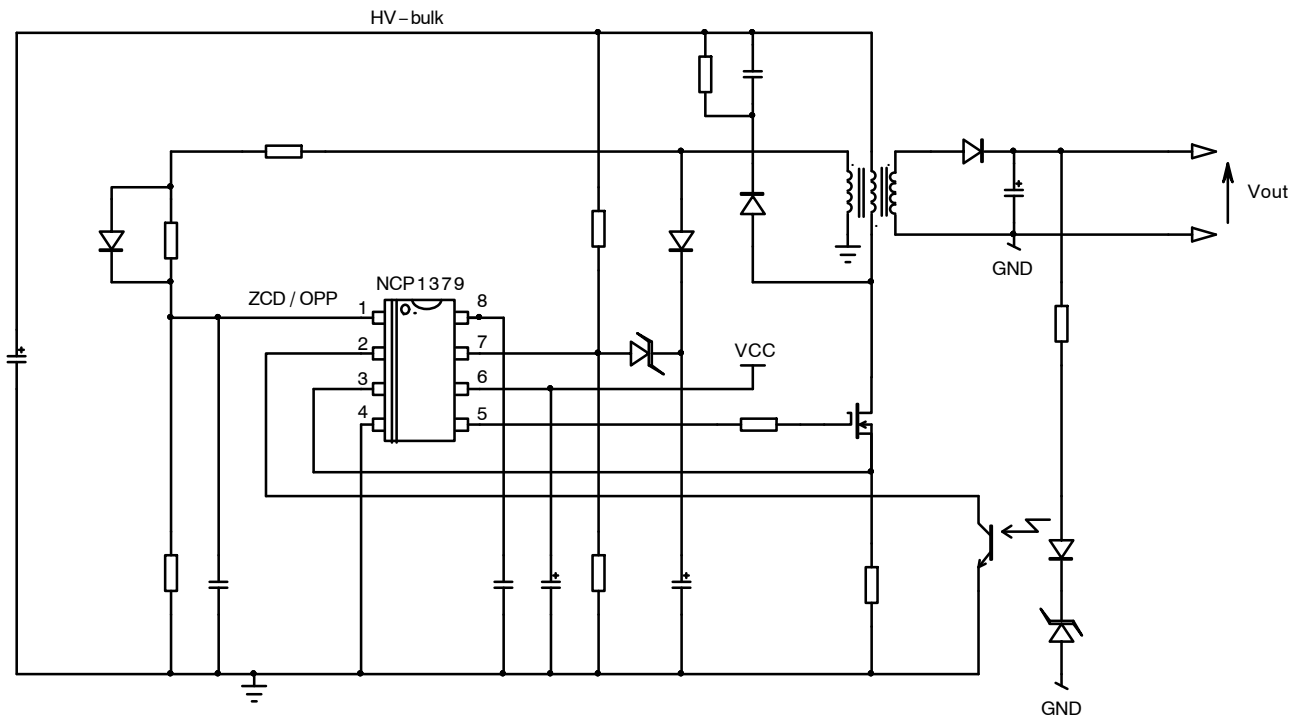 HV-bulk
Vout
GND
NCP1379
ZCD / OPP
1
8
2
7
VCC
3
6
4
5
GND